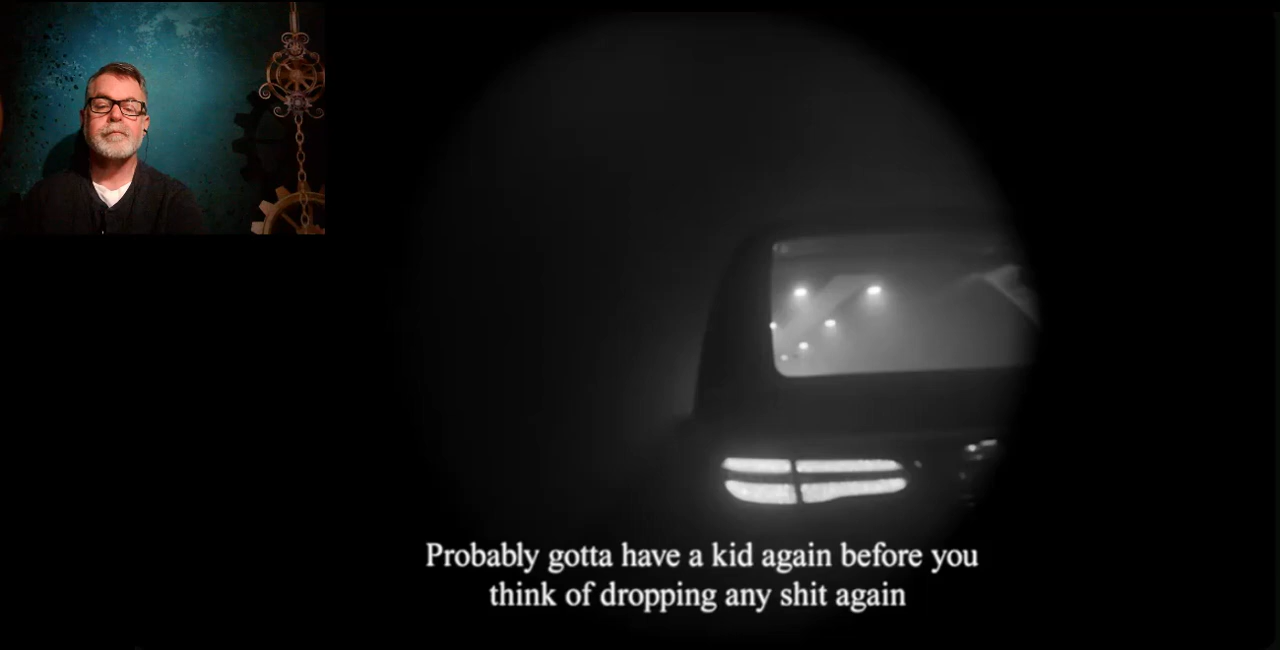 Probably gotta have a kid again before you
think of dropping any shit again